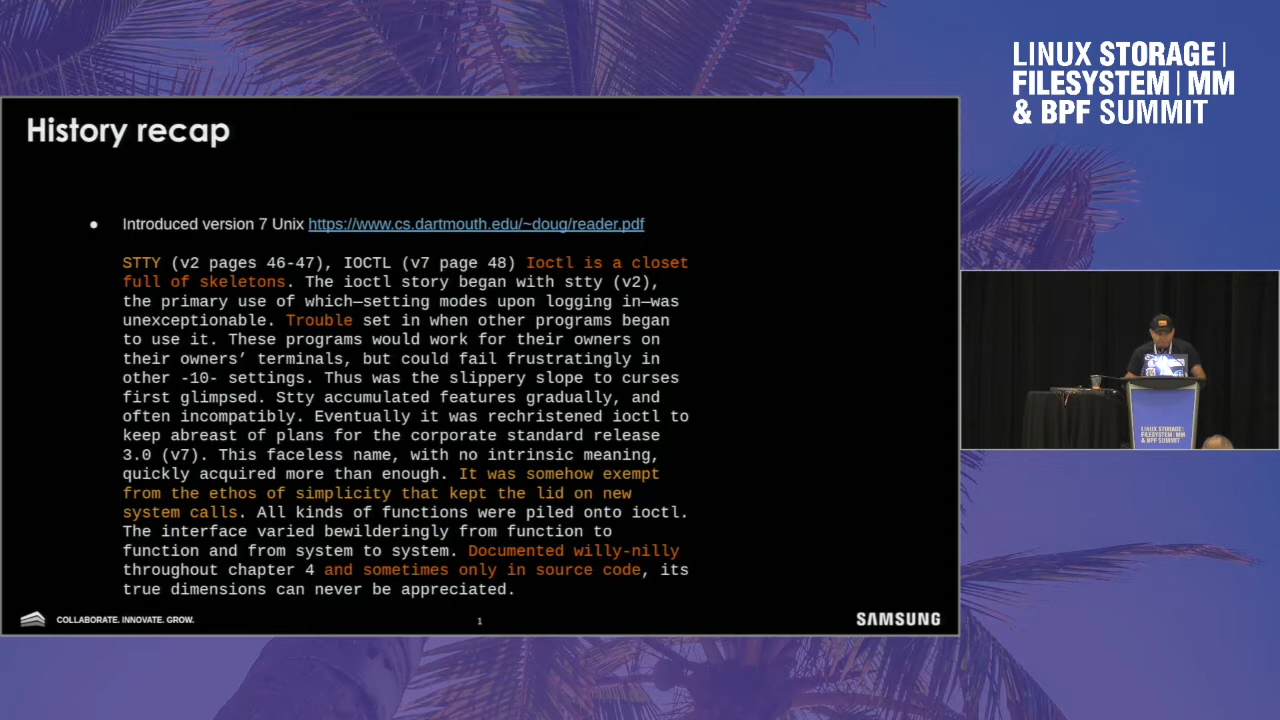 LINUX STORAGE |
FILESYSTEM | MM
& BPF SUMMIT
History recap
● Introduced version 7 Unix https://www.cs.dartmouth.edu/~doug/reader.pdf
STTY (v2 pages 46-47), IOCTL (v7 page 48) Ioctl is a closet
full of skeletons. The ioctl story began with stty (v2),
the primary use of which—setting modes upon logging in—was
unexceptionable. Trouble set in when other programs began
to use it. These programs would work for their owners on
their owners’ terminals, but could fail frustratingly in
other -10- settings. Thus was the slippery slope to curses
first glimpsed. Stty accumulated features gradually, and
often incompatibly. Eventually it was rechristened ioctl to
keep abreast of plans for the corporate standard release
3.0 (v7). This faceless name, with no intrinsic meaning,
quickly acquired more than enough. It was somehow exempt
from the ethos of simplicity that kept the lid on new
system calls. All kinds of functions were piled onto ioctl.
The interface varied bewilderingly from function to
function and from system to system. Documented willy-nilly
throughout chapter 4 and sometimes only in source code, its
true dimensions can never be appreciated.
COLLABORATE. INNOVATE. GROW.
1
SAMSUNG
LINUX STORAGE |
FILESYSTEM | MM
& BPF SUMMIT